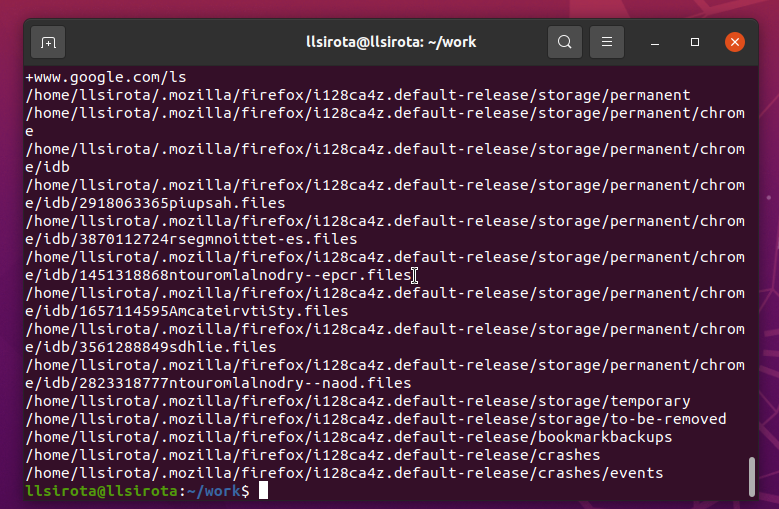 llsirota@llsirota: ~/work
+www.google.com/ls
/home/llsirota/.mozilla/firefox/i128ca4z.default-release/storage/permanent
/home/llsirota/.mozilla/firefox/i128ca4z.default-release/storage/permanent/chrom
e
/home/llsirota/.mozilla/firefox/i128ca4z.default-release/storage/permanent/chrom
e/idb
/home/llsirota/.mozilla/firefox/i128ca4z.default-release/storage/permanent/chrom
e/idb/2918063365piupsah.files
/home/llsirota/.mozilla/firefox/i128ca4z.default-release/storage/permanent/chrom
e/idb/3870112724rsegmnoittet-es.files
/home/llsirota/.mozilla/firefox/i128ca4z.default-release/storage/permanent/chrom
e/idb/1451318868ntouromlalnodry--epcr.files
/home/llsirota/.mozilla/firefox/i128ca4z.default-release/storage/permanent/chrom
e/idb/1657114595AmcateirvtiSty.files
/home/llsirota/.mozilla/firefox/i128ca4z.default-release/storage/permanent/chrom
e/idb/3561288849sdhlie.files
/home/llsirota/.mozilla/firefox/i128ca4z.default-release/storage/permanent/chrom
e/idb/2823318777ntouromlalnodry--naod.files
/home/llsirota/.mozilla/firefox/i128ca4z.default-release/storage/temporary
/home/llsirota/.mozilla/firefox/i128ca4z.default-release/storage/to-be-removed
/home/llsirota/.mozilla/firefox/i128ca4z.default-release/bookmarkbackups
/home/llsirota/.mozilla/firefox/i128ca4z.default-release/crashes
/home/llsirota/.mozilla/firefox/i128ca4z.default-release/crashes/events
llsirota@llsirota:~/work$